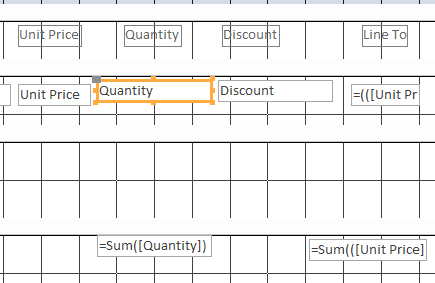 Unit Price Quantity Discount Line To
Unit Price Quantity Discount =(([Unit Pr
=Sum([Quantity]) =Sum(([Unit Price]